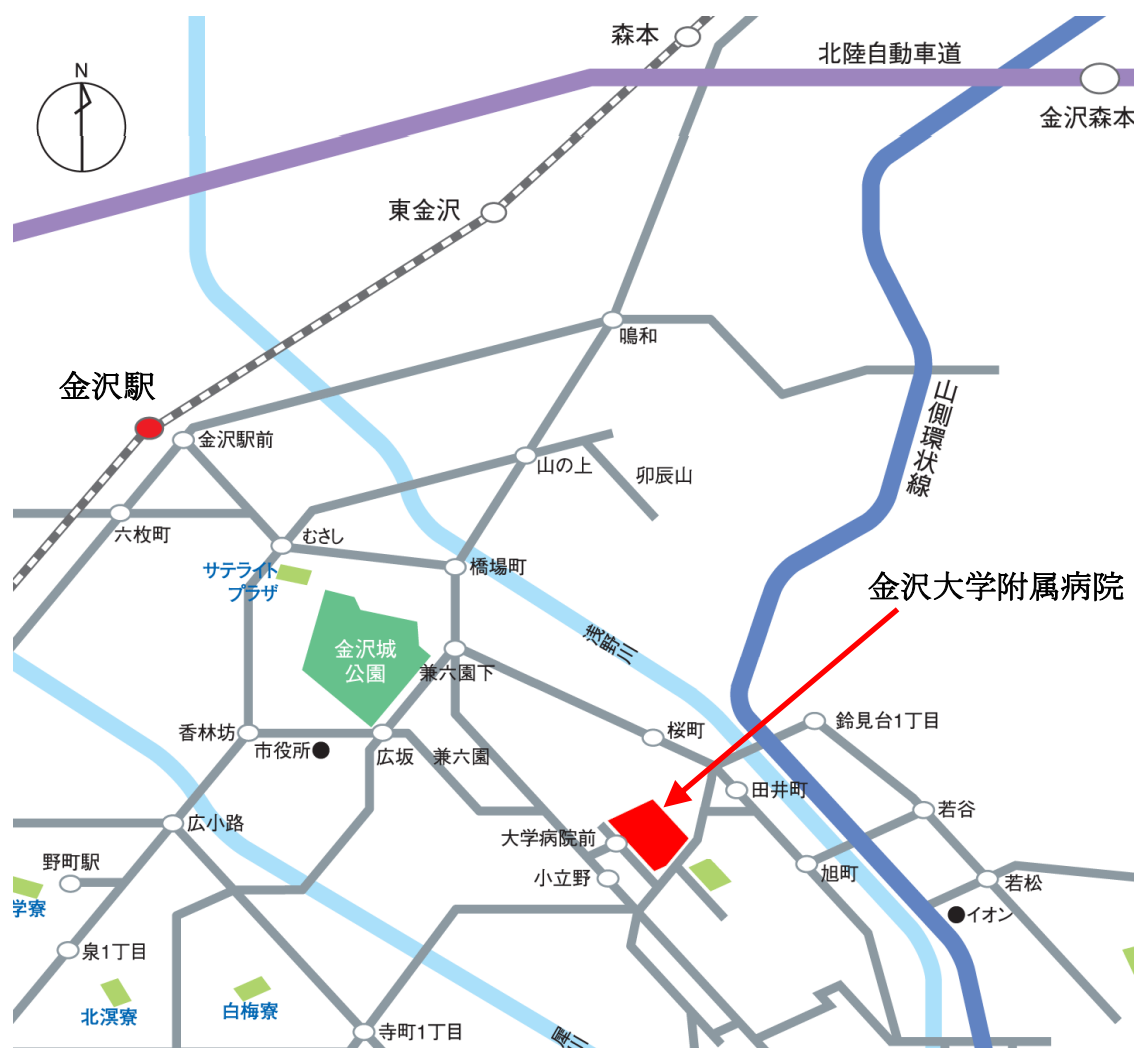 森本
北陸自動車道
N
金沢森本
東金沢
鳴和
金沢駅
金沢駅前
山側環状線
山の上
卯辰山
六枚町
むさし
サテライト
プラザ
橋場町
金沢大学附属病院
浅野川
金沢城
公園
兼六園下
鈴見台1丁目
香林坊
市役所
広坂
兼六園
桜町
田井町
若谷
広小路
大学病院前
野町駅
小立野
旭町
若松
学寮
イオン
泉1丁目
北溟寮
白梅寮
寺町1丁目
犀川